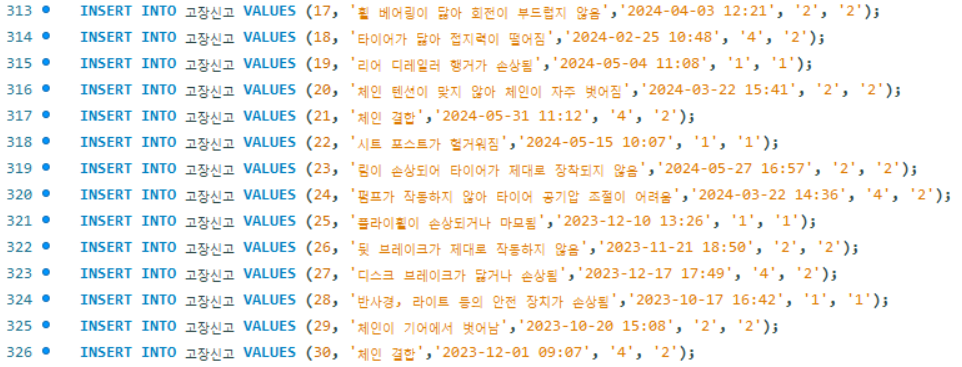 313 INSERT INTO 고장신고 VALUES (17, '휠 베어링이 닳아 회전이 부드럽지 않음','2024-04-03 12:21', '2', '2');
314 INSERT INTO 고장신고 VALUES (18, '타이어가 닳아 접지력이 떨어짐','2024-02-25 10:48', '4', '2');
315 INSERT INTO 고장신고 VALUES (19, '리어 디레일러 행거가 손상됨','2024-05-04 11:08', '1', '1');
316 INSERT INTO 고장신고 VALUES (20, '체인 텐션이 맞지 않아 체인이 자주 벗어짐','2024-03-22 15:41', '2', '2');
317 INSERT INTO 고장신고 VALUES (21, '체인 결함','2024-05-31 11:12', '4', '2');
318 INSERT INTO 고장신고 VALUES (22, '시트 포스트가 헐거워짐','2024-05-15 10:07', '1', '1');
319 INSERT INTO 고장신고 VALUES (23, '림이 손상되어 타이어가 제대로 장착되지 않음','2024-05-27 16:57', '2', '2');
320 INSERT INTO 고장신고 VALUES (24, '펌프가 작동하지 않아 타이어 공기압 조절이 어려움','2024-03-22 14:36', '4', '2');
321 INSERT INTO 고장신고 VALUES (25, '플라이휠이 손상되거나 마모됨','2023-12-10 13:26', '1', '1');
322 INSERT INTO 고장신고 VALUES (26, '뒷 브레이크가 제대로 작동하지 않음','2023-11-21 18:50', '2', '2');
323 INSERT INTO 고장신고 VALUES (27, '디스크 브레이크가 닳거나 손상됨','2023-12-17 17:49', '4', '2');
324 INSERT INTO 고장신고 VALUES (28, '반사경, 라이트 등의 안전 장치가 손상됨','2023-10-17 16:42', '1', '1');
325 INSERT INTO 고장신고 VALUES (29, '체인이 기어에서 벗어남','2023-10-20 15:08', '2', '2');
326 INSERT INTO 고장신고 VALUES (30, '체인 결합','2023-12-01 09:07', '4', '2');